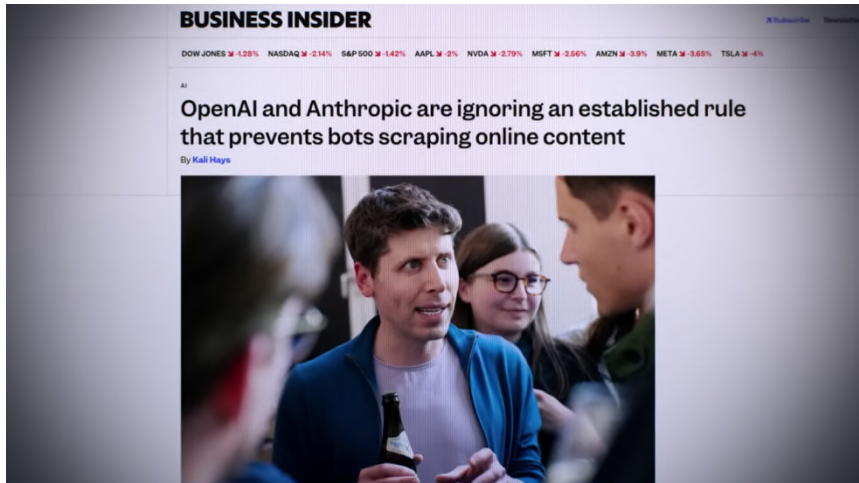 BUSINESS INSIDER
Subscribe Newsletters
DOW JONES -1.28% NASDAQ -2.14% S&P 500 -1.42% AAPL -2% NVDA -2.79% MSFT -2.56% AMZN -3.9% META -3.65% TSLA -4%
AI
OpenAI and Anthropic are ignoring an established rule
that prevents bots scraping online content
By Kali Hays